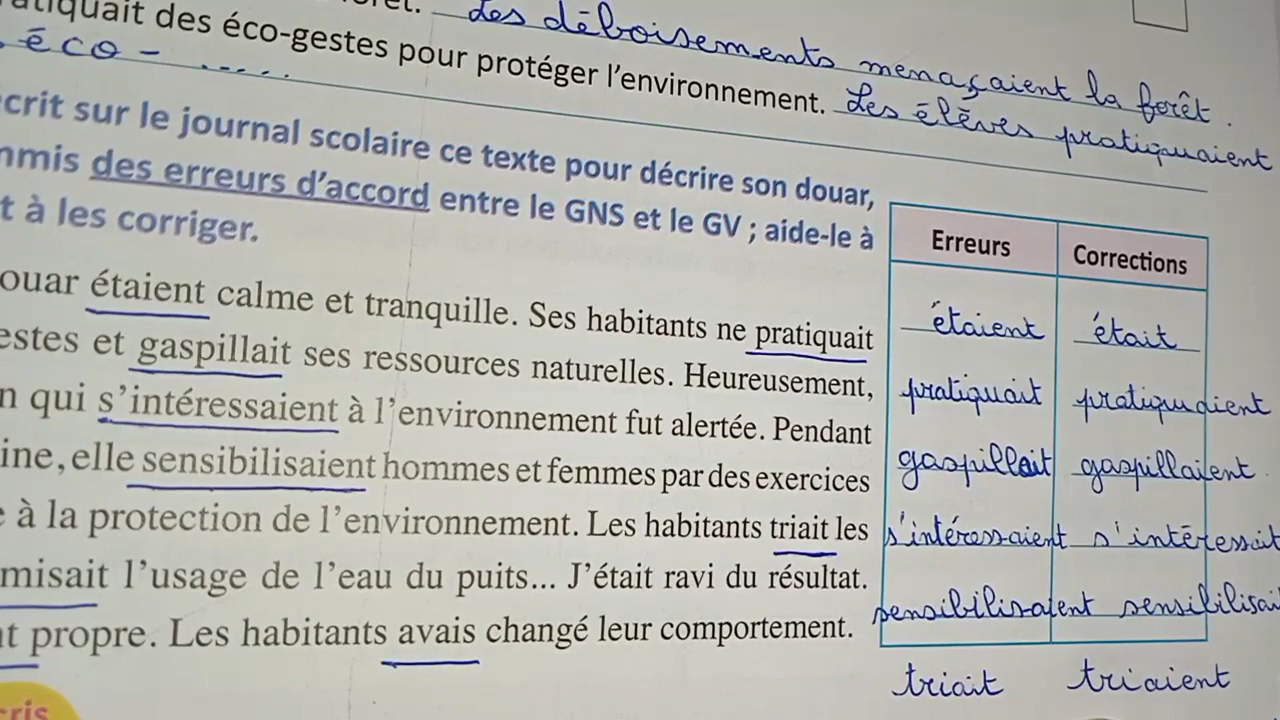 Les déboisements menaçaient la forêt.
des éco-gestes pour protéger l'environnement. Les élèves pratiquaient
éco- .....
crit sur le journal scolaire ce texte pour décrire son douar,
mmis des erreurs d'accord entre le GNS et le GV ; aide-le à
t à les corriger.
Erreurs Corrections
ouar étaient calme et tranquille. Ses habitants ne pratiquait
estes et gaspillait ses ressources naturelles. Heureusement,
n qui s'intéressaient à l'environnement fut alertée. Pendant
ine, elle sensibilisaient hommes et femmes par des exercices
e à la protection de l'environnement. Les habitants triait les
misait l'usage de l'eau du puits... J'était ravi du résultat.
nt propre. Les habitants avais changé leur comportement.
étaient était
pratiquait pratiquaient
gaspillait gaspillaient
s'intéressaient s'intéressait
sensibilisaient sensibilisai
triait triaient
cris